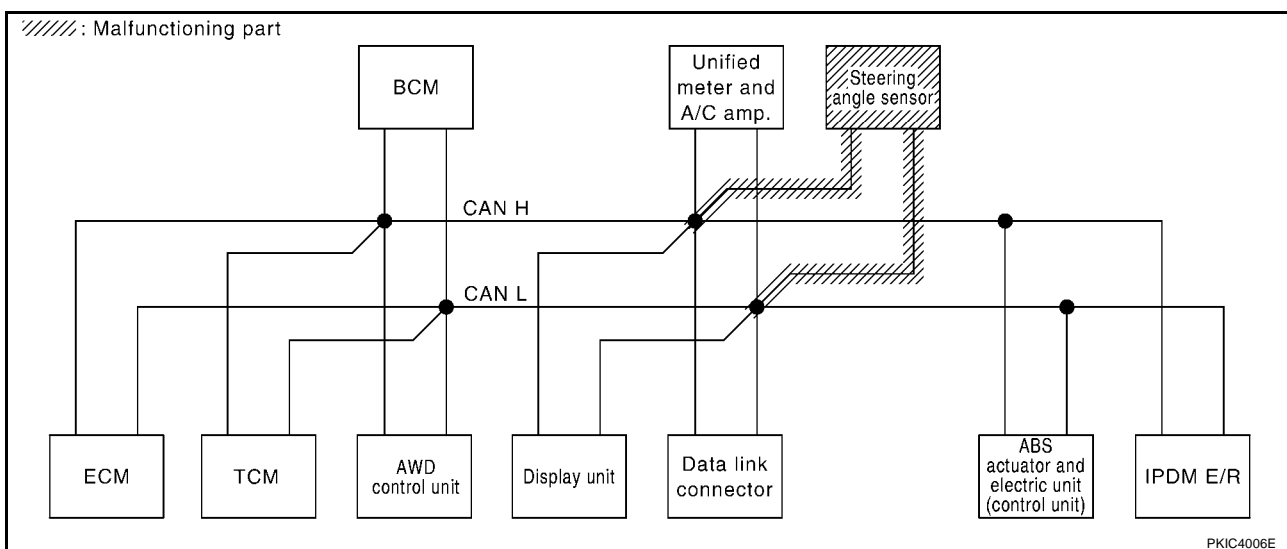 : Malfunctioning part
BCM
Unified
meter and
A/C amp.
Steering
angle sensor
CAN H
CAN L
ECM
TCM
AWD
control unit
Display unit
Data link
connector
ABS
actuator and
electric unit
(control unit)
IPDM E/R
PKIC4006E